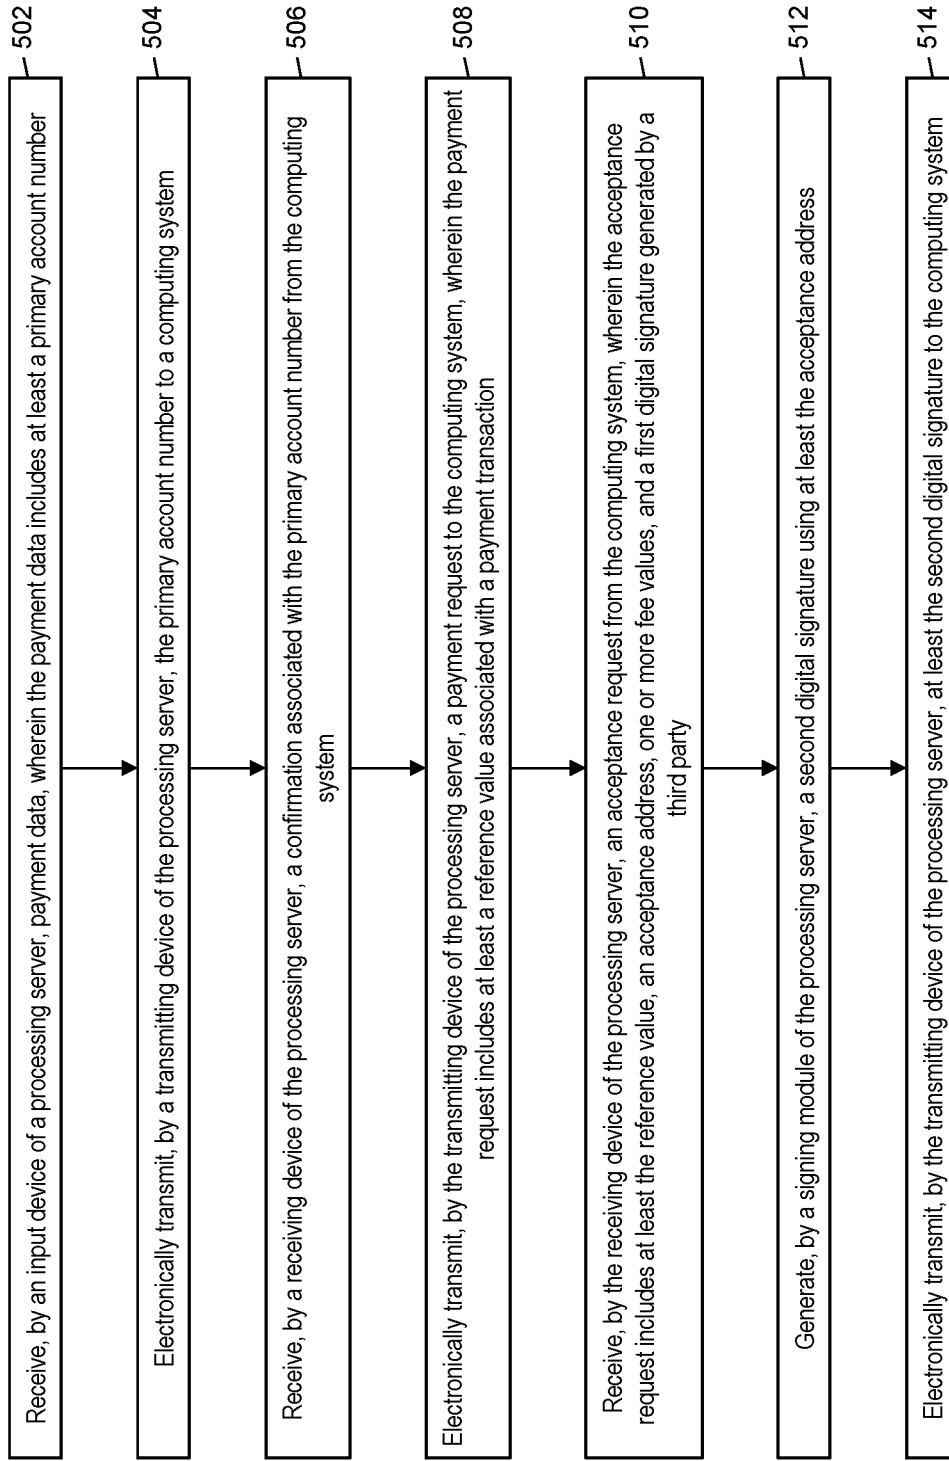 502
Receive, by an input device of a processing server, payment data, wherein the payment data includes at least a primary account number
504
Electronically transmit, by a transmitting device of the processing server, the primary account number to a computing system
506
Receive, by a receiving device of the processing server, a confirmation associated with the primary account number from the computing
system
508
Electronically transmit, by the transmitting device of the processing server, a payment request to the computing system, wherein the payment
request includes at least a reference value associated with a payment transaction
510
Receive, by the receiving device of the processing server, an acceptance request from the computing system, wherein the acceptance
request includes at least the reference value, an acceptance address, one or more fee values, and a first digital signature generated by a
third party
512
Generate, by a signing module of the processing server, a second digital signature using at least the acceptance address
514
Electronically transmit, by the transmitting device of the processing server, at least the second digital signature to the computing system